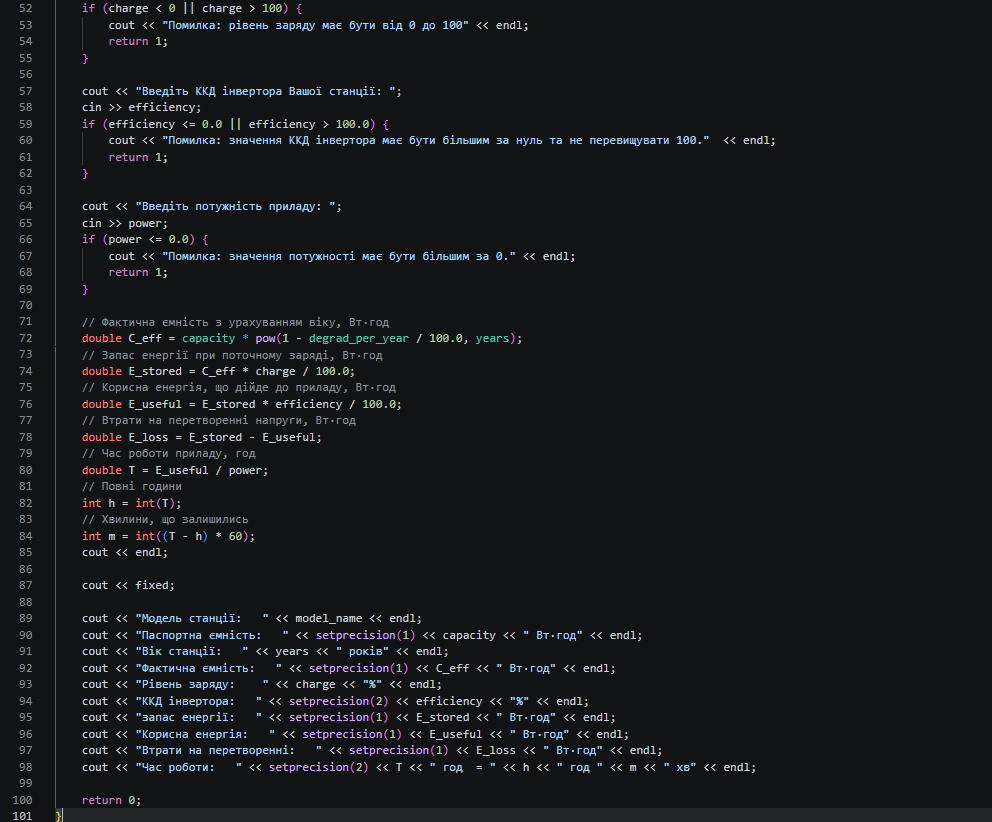 52 if (charge < 0 || charge > 100) {
53 cout << "Помилка: рівень заряду має бути від 0 до 100" << endl;
54 return 1;
55 }
56
57 cout << "Введіть ККД інвертора Вашої станції: ";
58 cin >> efficiency;
59 if (efficiency <= 0.0 || efficiency > 100.0) {
60 cout << "Помилка: значення ККД інвертора має бути більшим за нуль та не перевищувати 100."  << endl;
61 return 1;
62 }
63
64 cout << "Введіть потужність приладу: ";
65 cin >> power;
66 if (power <= 0.0) {
67 cout << "Помилка: значення потужності має бути більшим за 0." << endl;
68 return 1;
69 }
70
71 // Фактична ємність з урахуванням віку, Вт·год
72 double C_eff = capacity * pow(1 - degrad_per_year / 100.0, years);
73 // Запас енергії при поточному заряді, Вт·год
74 double E_stored = C_eff * charge / 100.0;
75 // Корисна енергія, що дійде до приладу, Вт·год
76 double E_useful = E_stored * efficiency / 100.0;
77 // Втрати на перетворенні напруги, Вт·год
78 double E_loss = E_stored - E_useful;
79 // Час роботи приладу, год
80 double T = E_useful / power;
81 // Повні години
82 int h = int(T);
83 // Хвилини, що залишились
84 int m = int((T - h) * 60);
85 cout << endl;
86
87 cout << fixed;
88
89 cout << "Модель станції:   " << model_name << endl;
90 cout << "Паспортна ємність:   " << setprecision(1) << capacity << " Вт·год" << endl;
91 cout << "Вік станції:   " << years << " років" << endl;
92 cout << "Фактична ємність:   " << setprecision(1) << C_eff << " Вт·год" << endl;
93 cout << "Рівень заряду:    " << charge << "%" << endl;
94 cout << "ККД інвертора:   " << setprecision(2) << efficiency << "%" << endl;
95 cout << "запас енергії:   " << setprecision(1) << E_stored << " Вт·год" << endl;
96 cout << "Корисна енергія:   " << setprecision(1) << E_useful << " Вт·год" << endl;
97 cout << "Втрати на перетворенні:   " << setprecision(1) << E_loss << " Вт·год" << endl;
98 cout << "Час роботи:   " << setprecision(2) << T << " год  = " << h << " год " << m << " хв" << endl;
99
100 return 0;
101 }